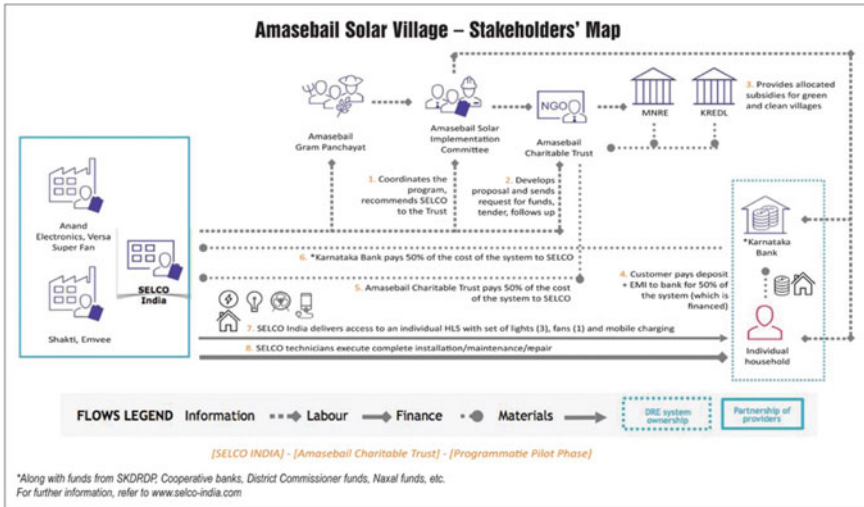 Amasebail Solar Village – Stakeholders' Map
NGO
MNRE
KREDL
3. Provides allocated
subsidies for green
and clean villages
Amasebail
Gram Panchayat
Amasebail Solar
Implementation
Committee
Amasebail
Charitable Trust
1. Coordinates the
program,
recommends SELCO
to the Trust
2. Develops
proposal and sends
request for funds,
tender, follows up
Anand
Electronics, Versa
Super Fan
SELCO
India
Shakti, Emvee
*Karnataka
Bank
6. *Karnataka Bank pays 50% of the cost of the system to SELCO
4. Customer pays deposit
+ EMI to bank for 50% of
the system (which is
financed)
5. Amasebail Charitable Trust pays 50% of the cost
of the system to SELCO
7. SELCO India delivers access to an individual HLS with set of lights (3), fans (1) and mobile charging
8. SELCO technicians execute complete installation/maintenance/repair
Individual
household
FLOWS LEGEND Information Labour Finance Materials
DRE system
ownership
Partnership of
providers
[SELCO INDIA] - [Amasebail Charitable Trust] - [Programmatie Pilot Phase]
*Along with funds from SKDRDP, Cooperative banks, District Commissioner funds, Naxal funds, etc.
For further information, refer to www.selco-india.com